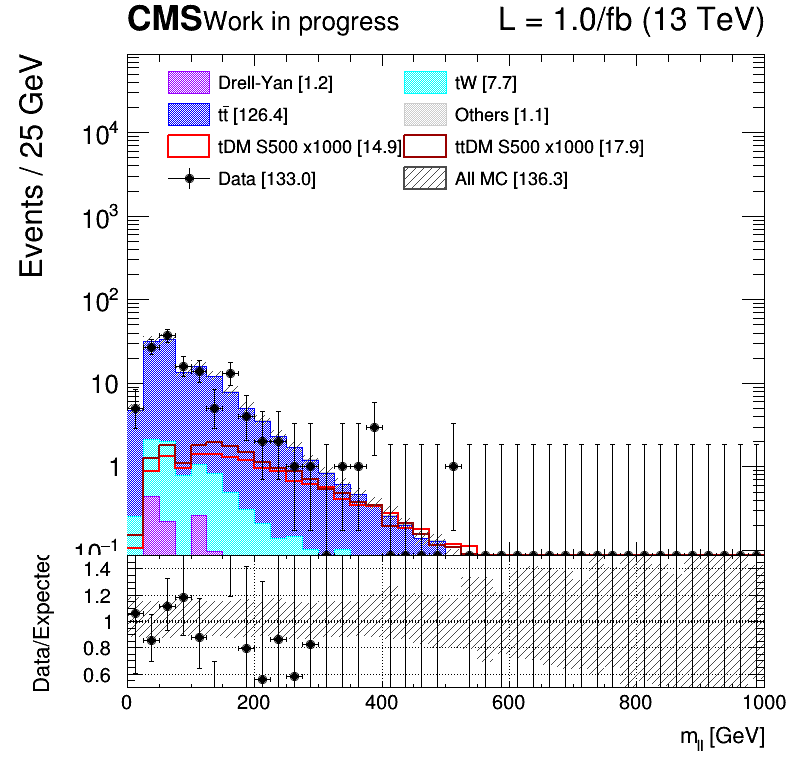 CMS Work in progress L = 1.0/fb (13 TeV)
Events / 25 GeV
Drell-Yan [1.2] tW [7.7]
tt̄ [126.4] Others [1.1]
tDM S500 x1000 [14.9] ttDM S500 x1000 [17.9]
Data [133.0] All MC [136.3]
10⁴
10³
10²
10
1
10⁻¹
Data/Expected
1.4
1.2
1
0.8
0.6
0 200 400 600 800 1000
m_ll [GeV]